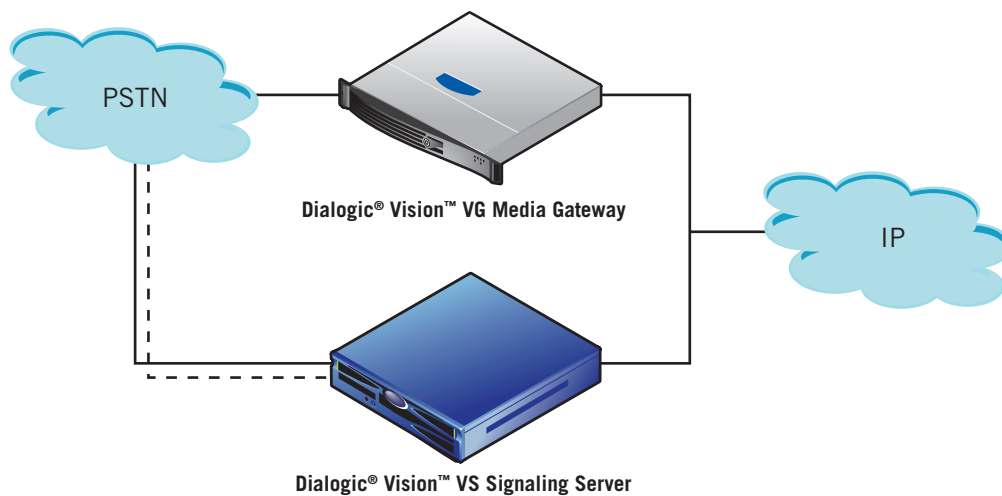 PSTN
Dialogic® Vision™ VG Media Gateway
IP
Dialogic® Vision™ VS Signaling Server